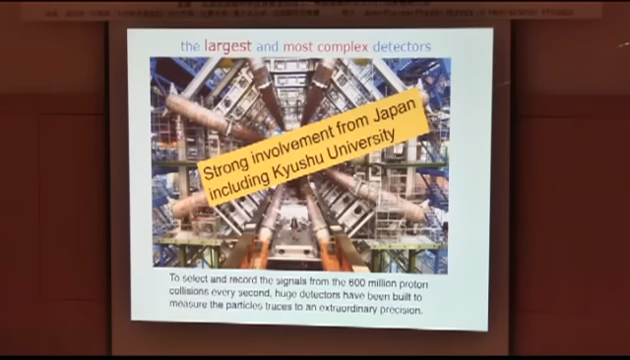 the largest and most complex detectors
Strong involvement from Japan
including Kyushu University
To select and record the signals from the 600 million proton
collisions every second, huge detectors have been built to
measure the particles traces to an extraordinary precision.